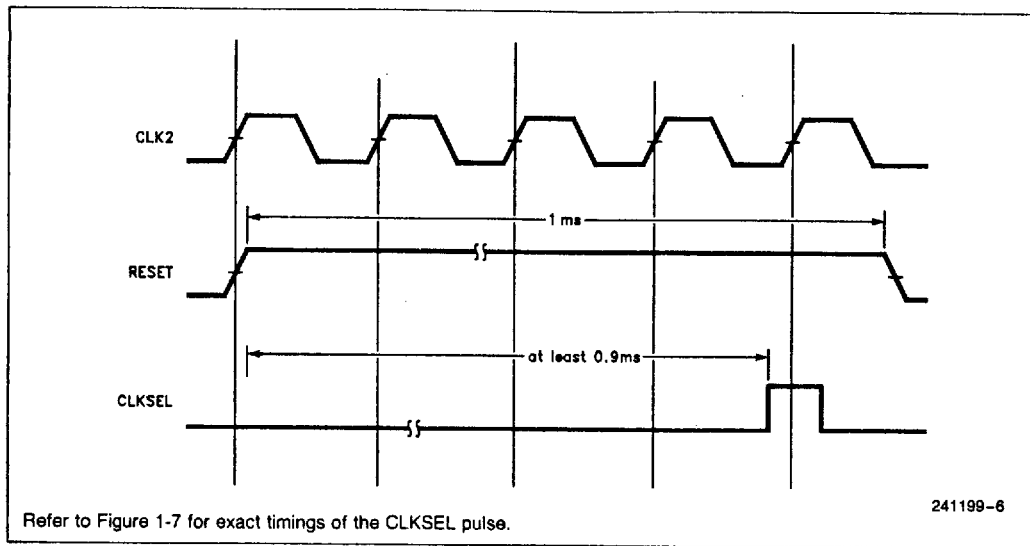 CLK2
1 ms
RESET
at least 0.9ms
CLKSEL
241199-6
Refer to Figure 1-7 for exact timings of the CLKSEL pulse.